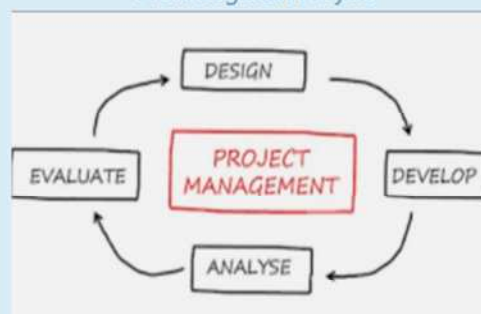 DESIGN
EVALUATE
PROJECT
MANAGEMENT
DEVELOP
ANALYSE